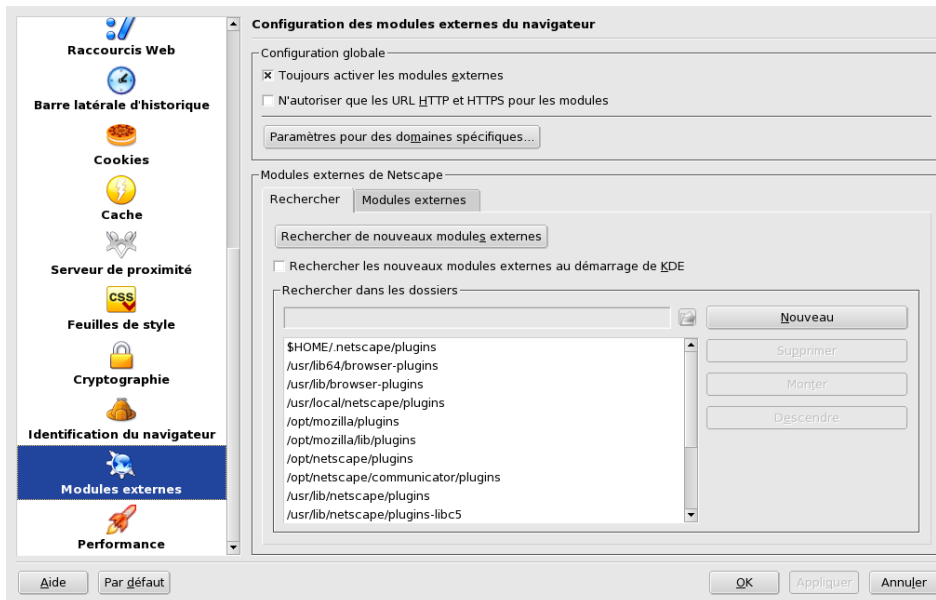 Raccourcis Web
Barre latérale d'historique
Cookies
Cache
Serveur de proximité
CSS
Feuilles de style
Cryptographie
Identification du navigateur
Modules externes
Performance
Configuration des modules externes du navigateur
Configuration globale
Toujours activer les modules externes
N'autoriser que les URL HTTP et HTTPS pour les modules
Paramètres pour des domaines spécifiques...
Modules externes de Netscape
Rechercher
Modules externes
Rechercher de nouveaux modules externes
Rechercher les nouveaux modules externes au démarrage de KDE
Rechercher dans les dossiers
Nouveau
Supprimer
Monter
Descendre
$HOME/.netscape/plugins
/usr/lib64/browser-plugins
/usr/lib/browser-plugins
/usr/local/netscape/plugins
/opt/mozilla/plugins
/opt/mozilla/lib/plugins
/opt/netscape/plugins
/opt/netscape/communicator/plugins
/usr/lib/netscape/plugins
/usr/lib/netscape/plugins-libc5
Aide
Par défaut
OK
Appliquer
Annuler